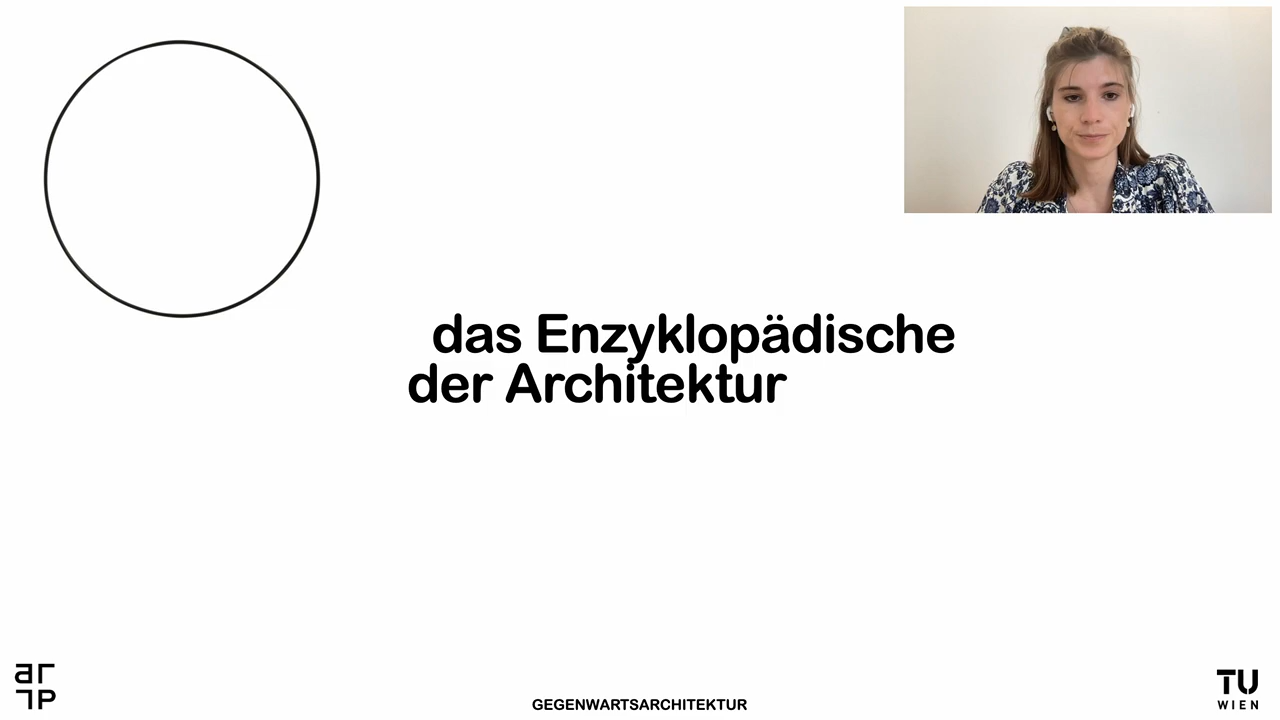 das Enzyklopädische
der Architektur
GEGENWARTSARCHITEKTUR
TU
WIEN